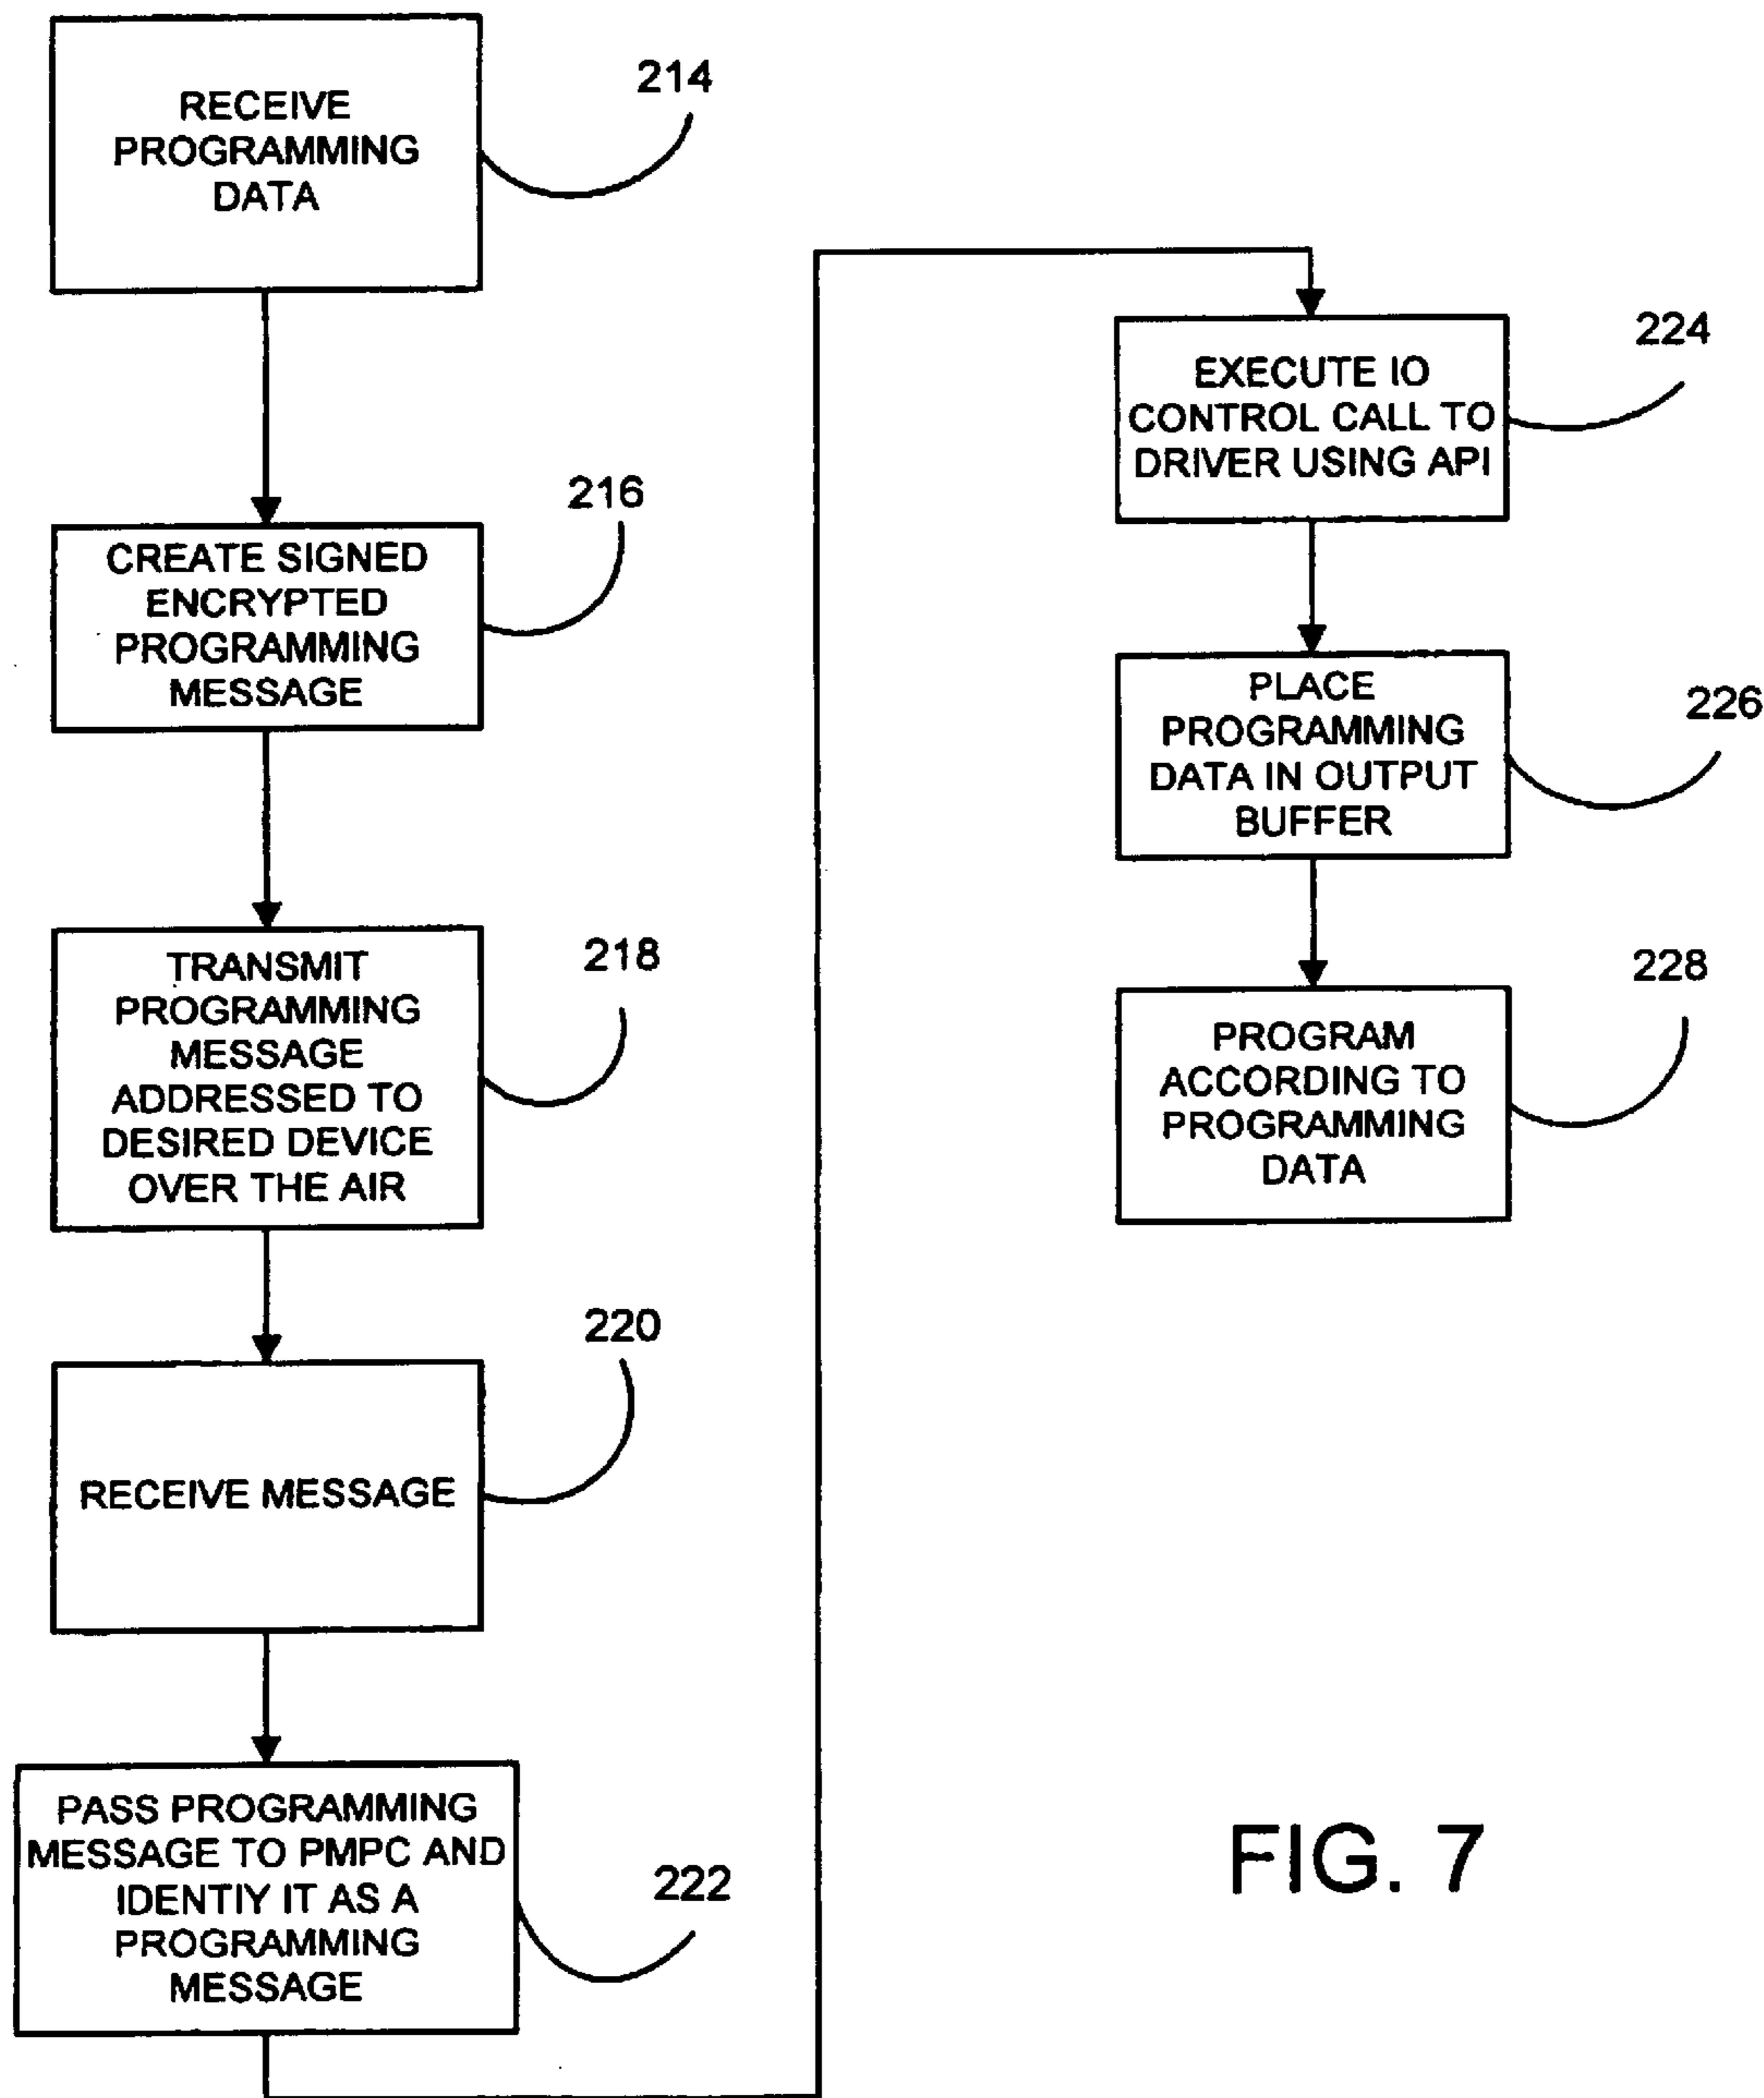 RECEIVE
PROGRAMMING
DATA
214
CREATE SIGNED
ENCRYPTED
PROGRAMMING
MESSAGE
216
TRANSMIT
PROGRAMMING
MESSAGE
ADDRESSED TO
DESIRED DEVICE
OVER THE AIR
218
RECEIVE MESSAGE
220
PASS PROGRAMMING
MESSAGE TO PMPC AND
IDENTIY IT AS A
PROGRAMMING
MESSAGE
222
EXECUTE IO
CONTROL CALL TO
DRIVER USING API
224
PLACE
PROGRAMMING
DATA IN OUTPUT
BUFFER
226
PROGRAM
ACCORDING TO
PROGRAMMING
DATA
228
FIG. 7